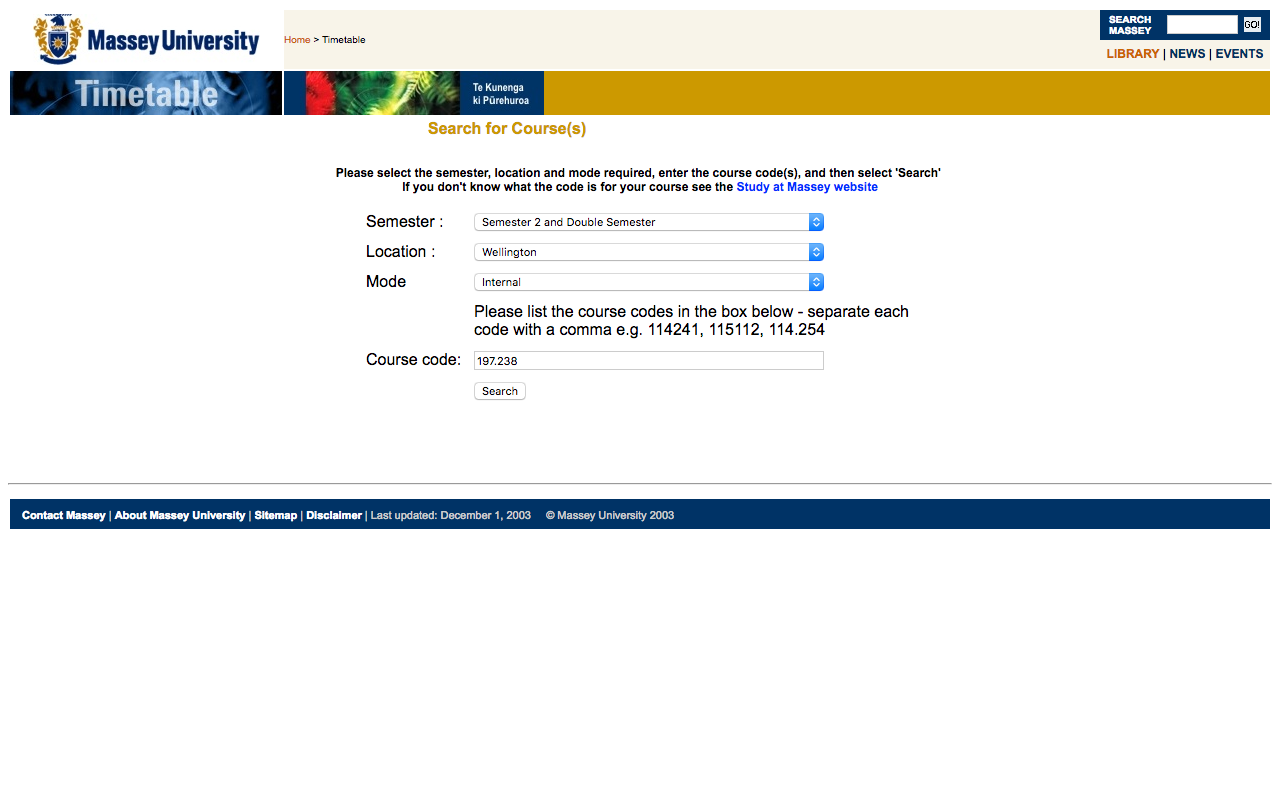 Massey University
Home > Timetable
SEARCH
MASSEY
GO!
LIBRARY | NEWS | EVENTS
Timetable
Te Kunenga
ki Pūrehuroa
Search for Course(s)
Please select the semester, location and mode required, enter the course code(s), and then select 'Search'
If you don't know what the code is for your course see the Study at Massey website
Semester :
Semester 2 and Double Semester
Location :
Wellington
Mode
Internal
Please list the course codes in the box below - separate each
code with a comma e.g. 114241, 115112, 114.254
Course code:
197.238
Search
Contact Massey | About Massey University | Sitemap | Disclaimer | Last updated: December 1, 2003 © Massey University 2003